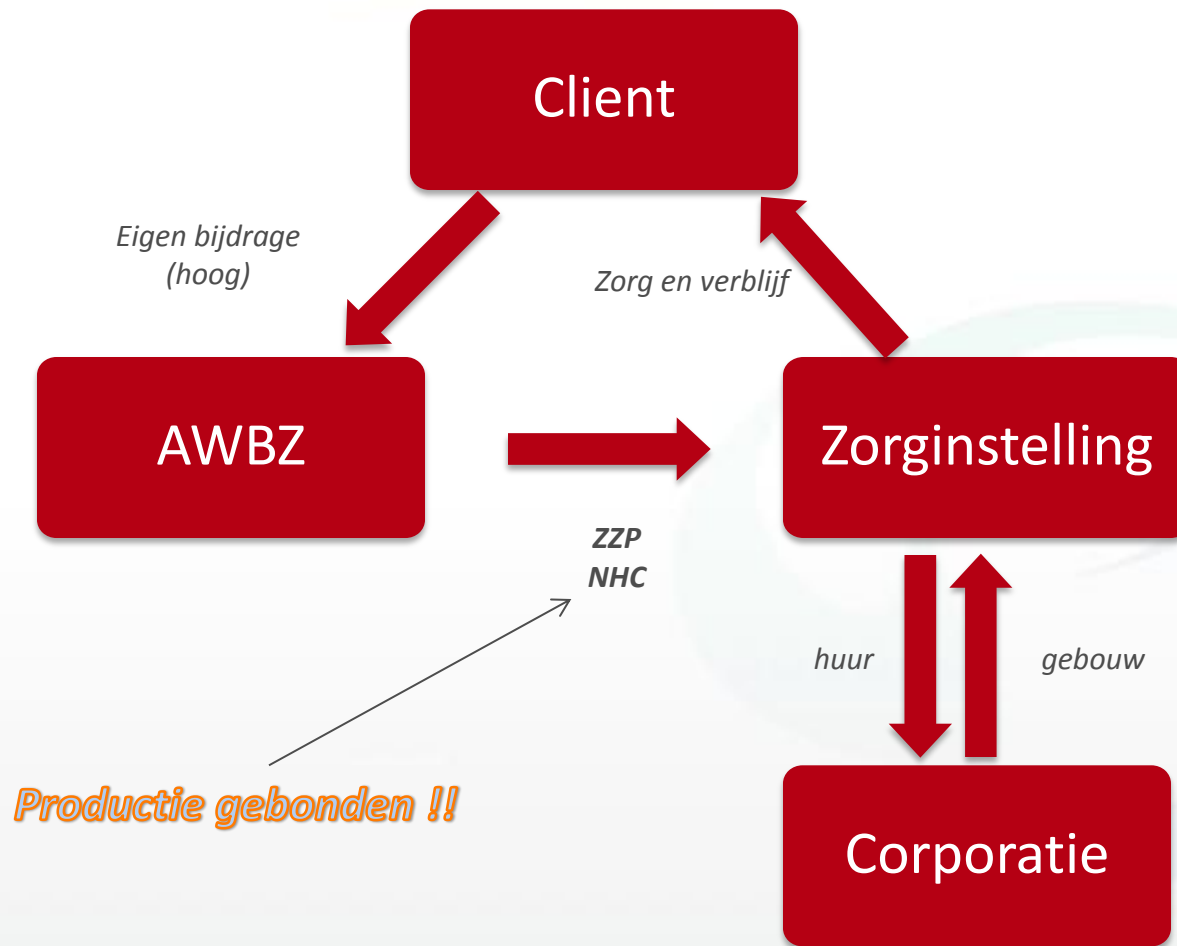 Client
Eigen bijdrage
(hoog)
Zorg en verblijf
AWBZ
Zorginstelling
ZZP
NHC
huur
gebouw
Productie gebonden !!
Corporatie